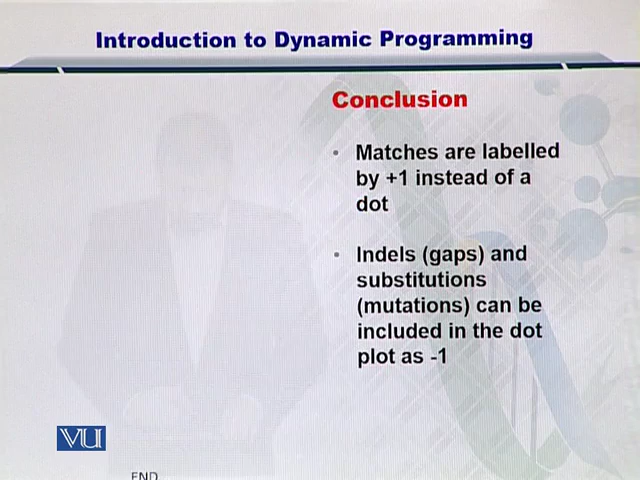 Introduction to Dynamic Programming
Conclusion
• Matches are labelled
by +1 instead of a
dot
• Indels (gaps) and
substitutions
(mutations) can be
included in the dot
plot as -1
VU
END